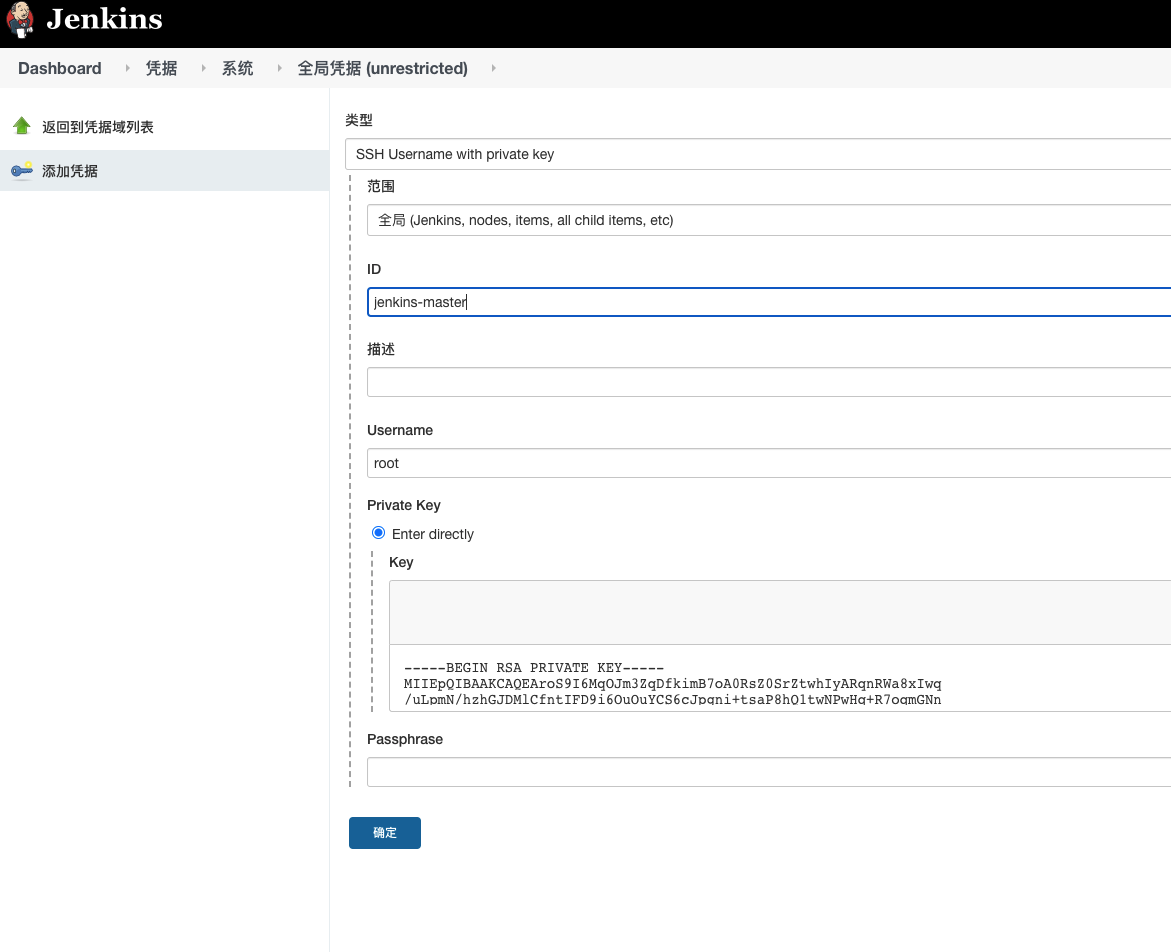 Jenkins
Dashboard 凭据 系统 全局凭据 (unrestricted)
返回到凭据域列表
添加凭据
类型
SSH Username with private key
范围
全局 (Jenkins, nodes, items, all child items, etc)
ID
jenkins-master
描述
Username
root
Private Key
Enter directly
Key
-----BEGIN RSA PRIVATE KEY-----
MIIEpQIBAAKCAQEAroS9I6MqOJm3ZqDfkimB7oA0RsZ0SrZtwhIyARqnRWa8xIwq
/uLpmN/hzhGJDMlCfntIFD9i6OuOuYCS6cJpgni+tsaP8hQ1twNPwHq+R7oqmGNn
Passphrase
确定